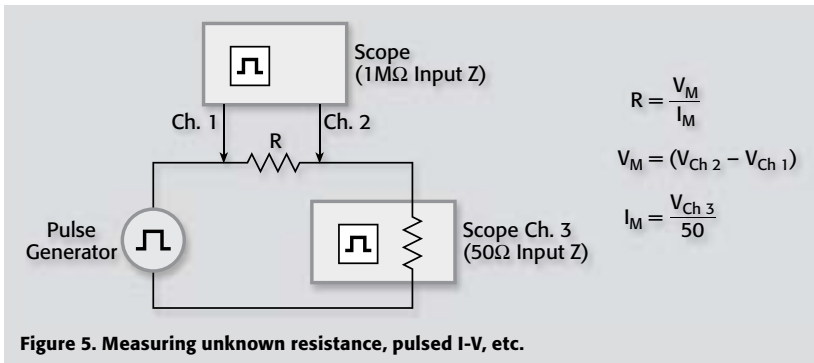 Scope
(1MΩ Input Z)
Ch. 1
Ch. 2
R
Pulse
Generator
Scope Ch. 3
(50Ω Input Z)
R = V_M / I_M
V_M = (V_Ch 2 – V_Ch 1)
I_M = V_Ch 3 / 50
Figure 5. Measuring unknown resistance, pulsed I-V, etc.